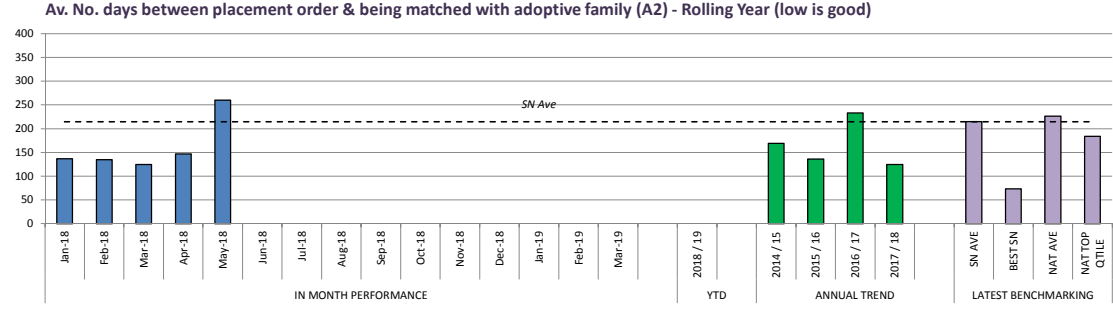 Av. No. days between placement order & being matched with adoptive family (A2) - Rolling Year (low is good)
400
350
300
250
200
150
100
50
0
SN Ave
Jan-18
Feb-18
Mar-18
Apr-18
May-18
Jun-18
Jul-18
Aug-18
Sep-18
Oct-18
Nov-18
Dec-18
Jan-19
Feb-19
Mar-19
2018 / 19
2014 / 15
2015 / 16
2016 / 17
2017 / 18
SN AVE
BEST SN
NAT AVE
NAT TOP
QTILE
IN MONTH PERFORMANCE
YTD
ANNUAL TREND
LATEST BENCHMARKING